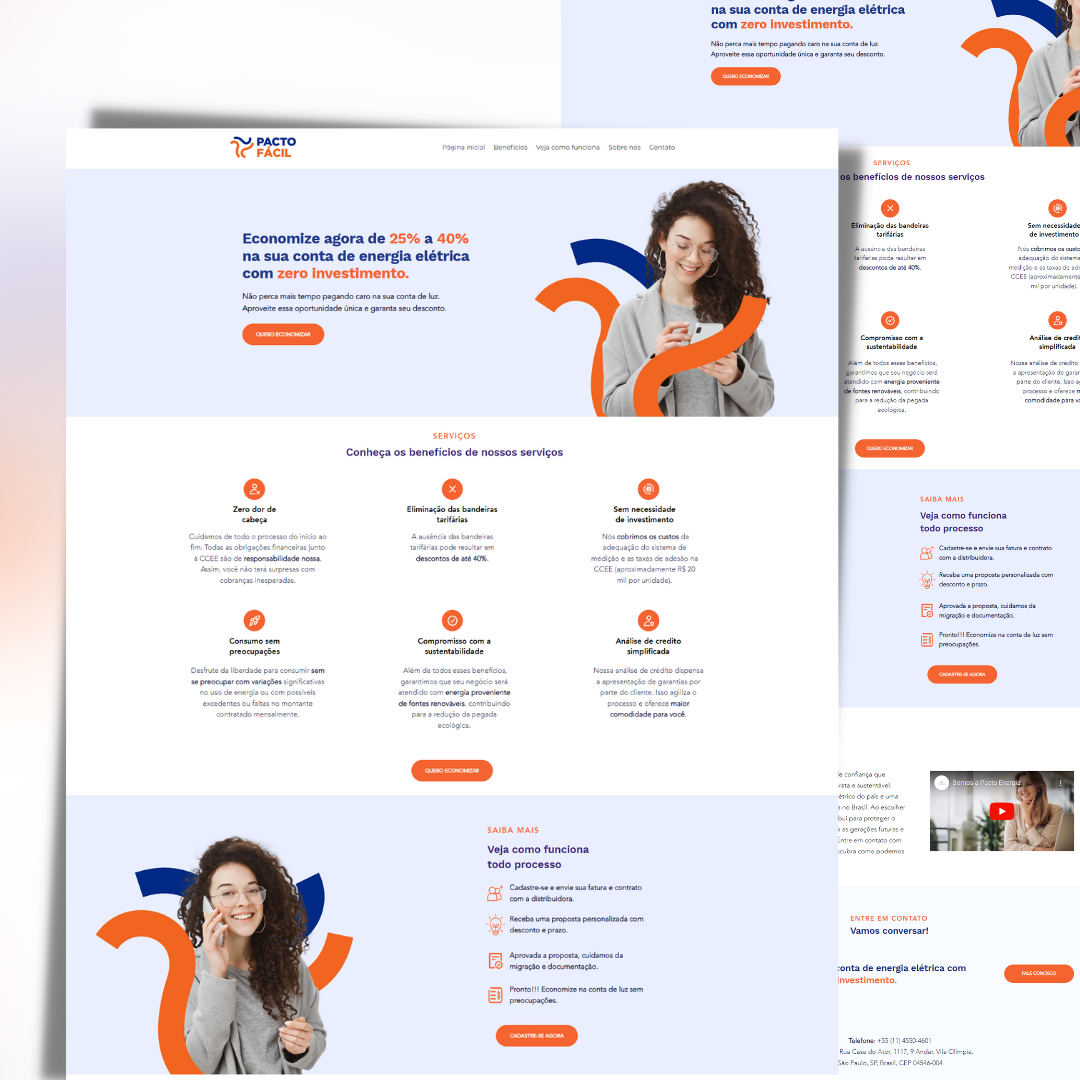 na sua conta de energia elétrica
com zero investimento.
Não perca mais tempo pagando caro na sua conta de luz.
Aproveite essa oportunidade única e garanta seu desconto.
QUERO ECONOMIZAR
PACTO
FÁCIL
Página inicial Benefícios Veja como funciona Sobre nós Contato
Economize agora de 25% a 40%
na sua conta de energia elétrica
com zero investimento.
Não perca mais tempo pagando caro na sua conta de luz.
Aproveite essa oportunidade única e garanta seu desconto.
QUERO ECONOMIZAR
SERVIÇOS
Conheça os benefícios de nossos serviços
Zero dor de
cabeça
Cuidamos de todo o processo do início ao
fim. Todas as obrigações financeiras junto
a CCEE são de responsabilidade nossa.
Assim, você não terá surpresas com
cobranças inesperadas.
Eliminação das bandeiras
tarifárias
A ausência das bandeiras
tarifárias pode resultar em
descontos de até 40%.
Sem necessidade
de investimento
Nós cobrimos os custos da
adequação do sistema de
medição e as taxas de adesão na
CCEE (aproximadamente R$ 20
mil por unidade).
Consumo sem
preocupações
Desfrute da liberdade para consumir sem
se preocupar com variações significativas
no uso de energia ou com possíveis
excedentes ou faltas no montante
contratado mensalmente.
Compromisso com a
sustentabilidade
Além de todos esses benefícios,
garantimos que seu negócio será
atendido com energia proveniente
de fontes renováveis, contribuindo
para a redução da pegada
ecológica.
Análise de credito
simplificada
Nossa análise de crédito dispensa
a apresentação de garantias por
parte do cliente. Isso agiliza o
processo e oferece maior
comodidade para você.
QUERO ECONOMIZAR
SAIBA MAIS
Veja como funciona
todo processo
Cadastre-se e envie sua fatura e contrato
com a distribuidora.
Receba uma proposta personalizada com
desconto e prazo.
Aprovada a proposta, cuidamos da
migração e documentação.
Pronto!!! Economize na conta de luz sem
preocupações.
CADASTRE-SE AGORA
SERVIÇOS
os benefícios de nossos serviços
Eliminação das bandeiras
tarifárias
A ausência das bandeiras
tarifárias pode resultar em
descontos de até 40%.
Sem necessidade
de investimento
Nós cobrimos os
adequação do sistema
medição e as taxas de
CCEE (aproximadamente
mil por unidade).
Compromisso com a
sustentabilidade
Além de todos esses benefícios,
garantimos que seu negócio será
atendido com energia proveniente
de fontes renováveis, contribuindo
para a redução da pegada
ecológica.
Análise de
simplificada
Nossa análise de crédito
a apresentação de
parte do cliente. Isso
processo e oferece
comodidade para
QUERO ECONOMIZAR
SAIBA MAIS
Veja como funciona
todo processo
Cadastre-se e envie sua fatura e contrato
com a distribuidora.
Receba uma proposta personalizada com
desconto e prazo.
Aprovada a proposta, cuidamos da
migração e documentação.
Pronto!!! Economize na conta de luz sem
preocupações.
CADASTRE-SE AGORA
de confiança que
e sustentável.
do país e uma
no Brasil. Ao escolher
para proteger o
as gerações futuras e
Entre em contato com
como podemos
Somos a Pacto Energia
ENTRE EM CONTATO
Vamos conversar!
conta de energia elétrica com
investimento.
FALE CONOSCO
Telefone: +55 (11) 4550-4601
Rua Casa do Ator, 1117, 9 Andar, Vila Olímpia,
São Paulo, SP, Brasil, CEP 04546-004